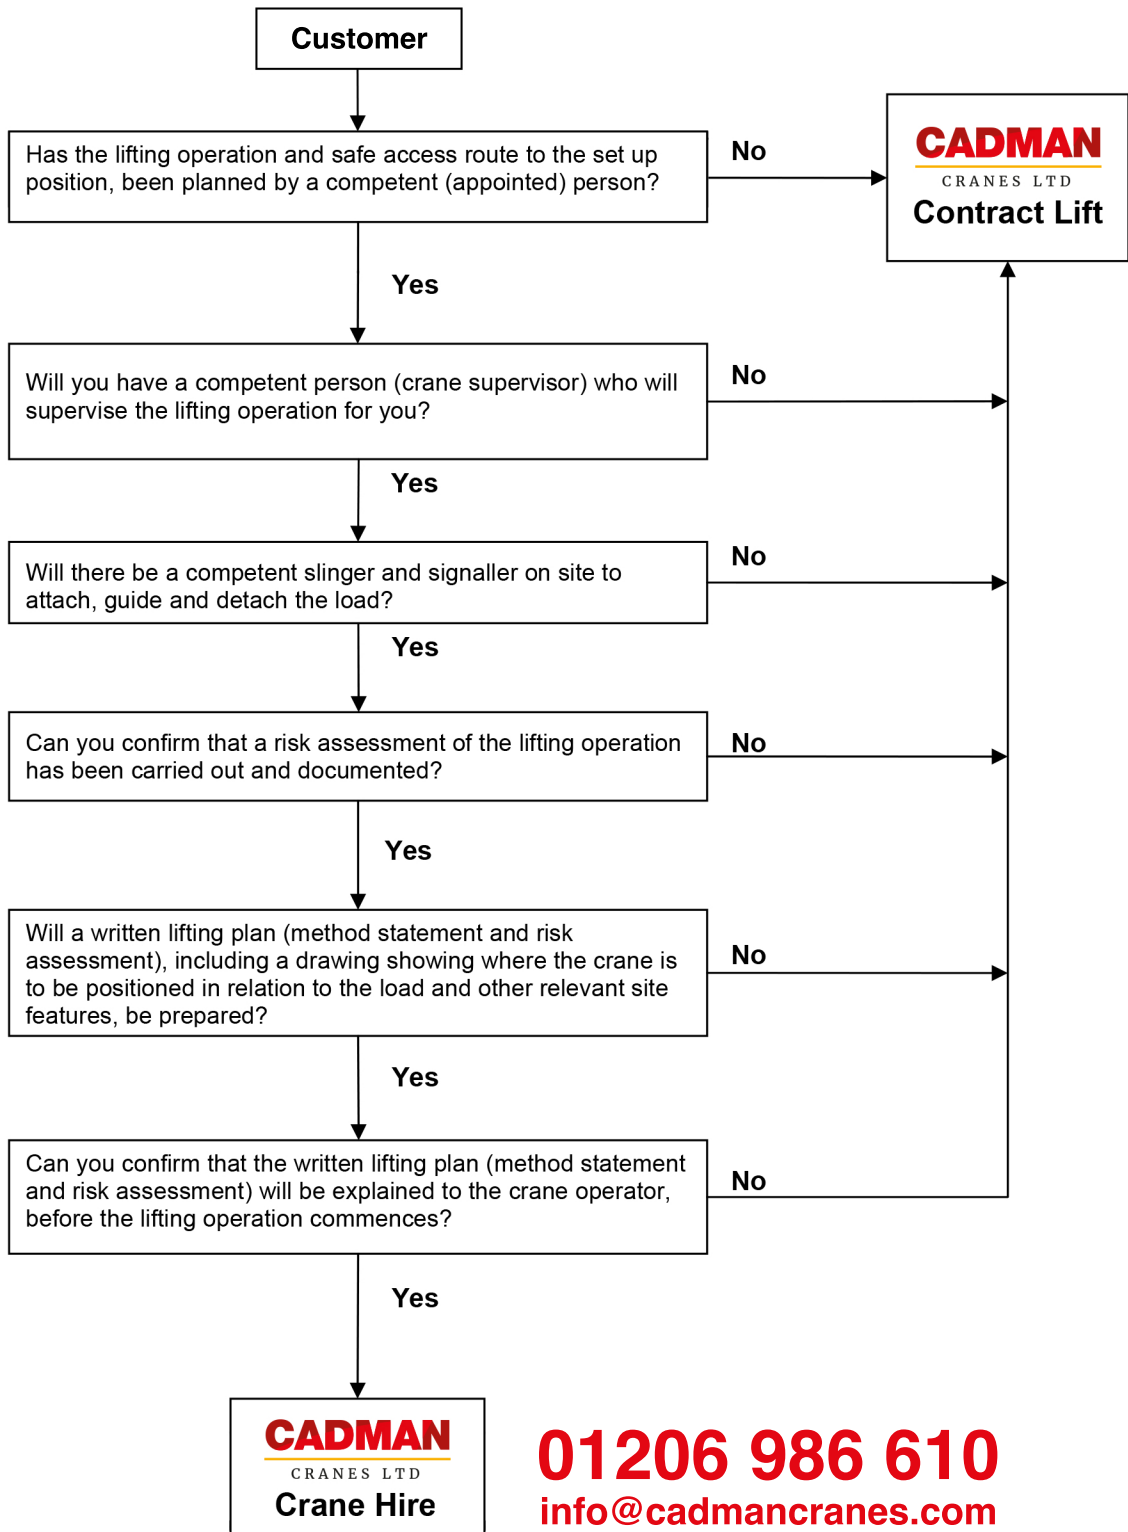 Customer
Has the lifting operation and safe access route to the set up
position, been planned by a competent (appointed) person?
No
CADMAN
CRANES LTD
Contract Lift
Yes
Will you have a competent person (crane supervisor) who will
supervise the lifting operation for you?
No
Yes
Will there be a competent slinger and signaller on site to
attach, guide and detach the load?
No
Yes
Can you confirm that a risk assessment of the lifting operation
has been carried out and documented?
No
Yes
Will a written lifting plan (method statement and risk
assessment), including a drawing showing where the crane is
to be positioned in relation to the load and other relevant site
features, be prepared?
No
Yes
Can you confirm that the written lifting plan (method statement
and risk assessment) will be explained to the crane operator,
before the lifting operation commences?
No
Yes
CADMAN
CRANES LTD
Crane Hire
01206 986 610
info@cadmancranes.com